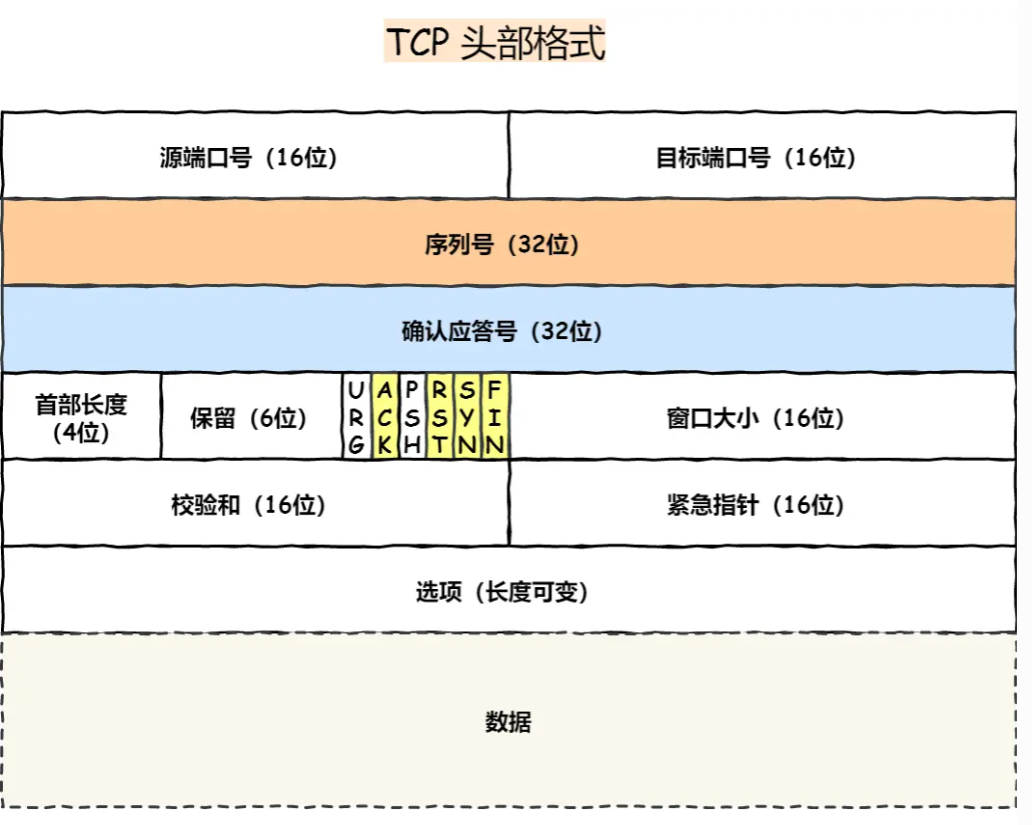 TCP 头部格式
源端口号（16位）
目标端口号（16位）
序列号（32位）
确认应答号（32位）
首部长度
（4位）
保留（6位）
URG
ACK
PSH
RST
SYN
FIN
窗口大小（16位）
校验和（16位）
紧急指针（16位）
选项（长度可变）
数据